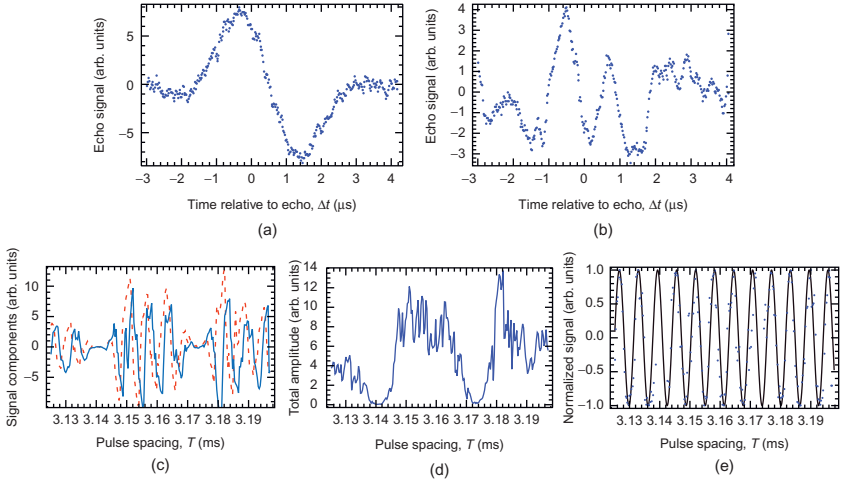 Echo signal (arb. units)
5
0
−5
−3 −2 −1 0 1 2 3 4
Time relative to echo, Δt (μs)
(a)
Echo signal (arb. units)
4
3
2
1
0
−1
−2
−3
−3 −2 −1 0 1 2 3 4
Time relative to echo, Δt (μs)
(b)
Signal components (arb. units)
10
5
0
−5
3.13 3.14 3.15 3.16 3.17 3.18 3.19
Pulse spacing, T (ms)
(c)
Total amplitude (arb. units)
14
12
10
8
6
4
2
0
3.13 3.14 3.15 3.16 3.17 3.18 3.19
Pulse spacing, T (ms)
(d)
Normalized signal (arb. units)
1.0
0.5
0.0
−0.5
−1.0
3.13 3.14 3.15 3.16 3.17 3.18 3.19
Pulse spacing, T (ms)
(e)